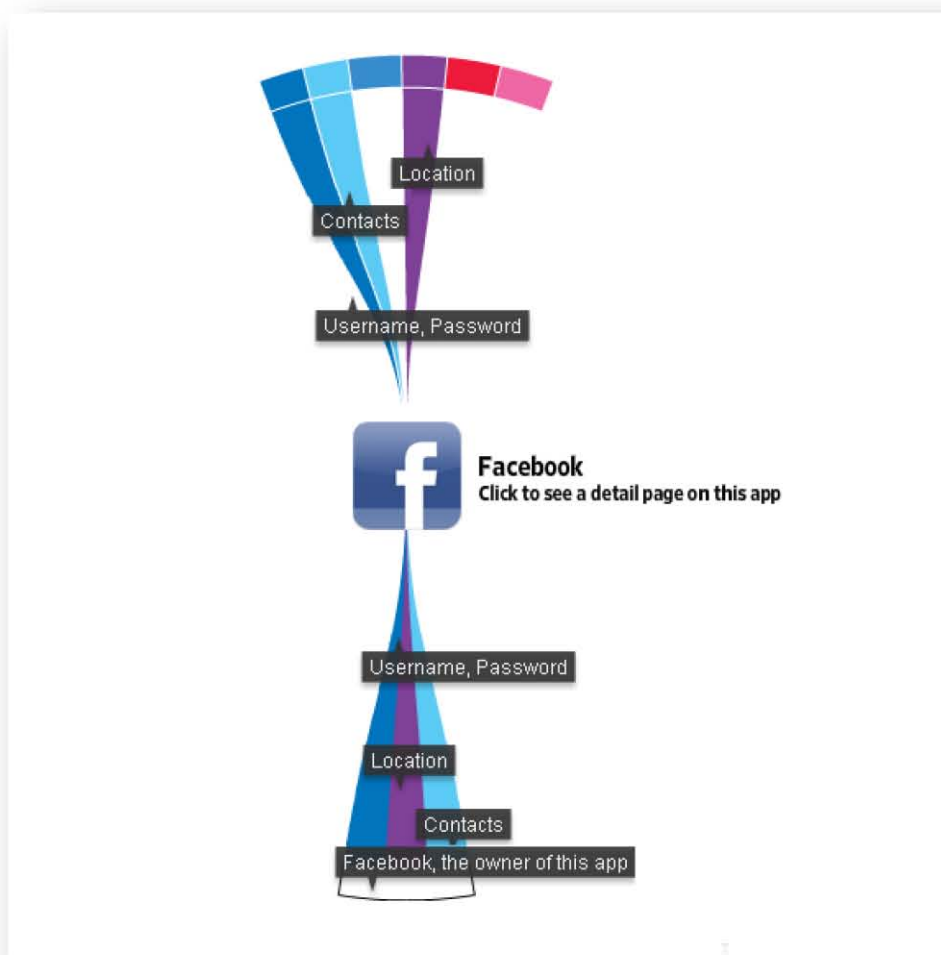 Location
Contacts
Username, Password
f
Facebook
Click to see a detail page on this app
Username, Password
Location
Contacts
Facebook, the owner of this app